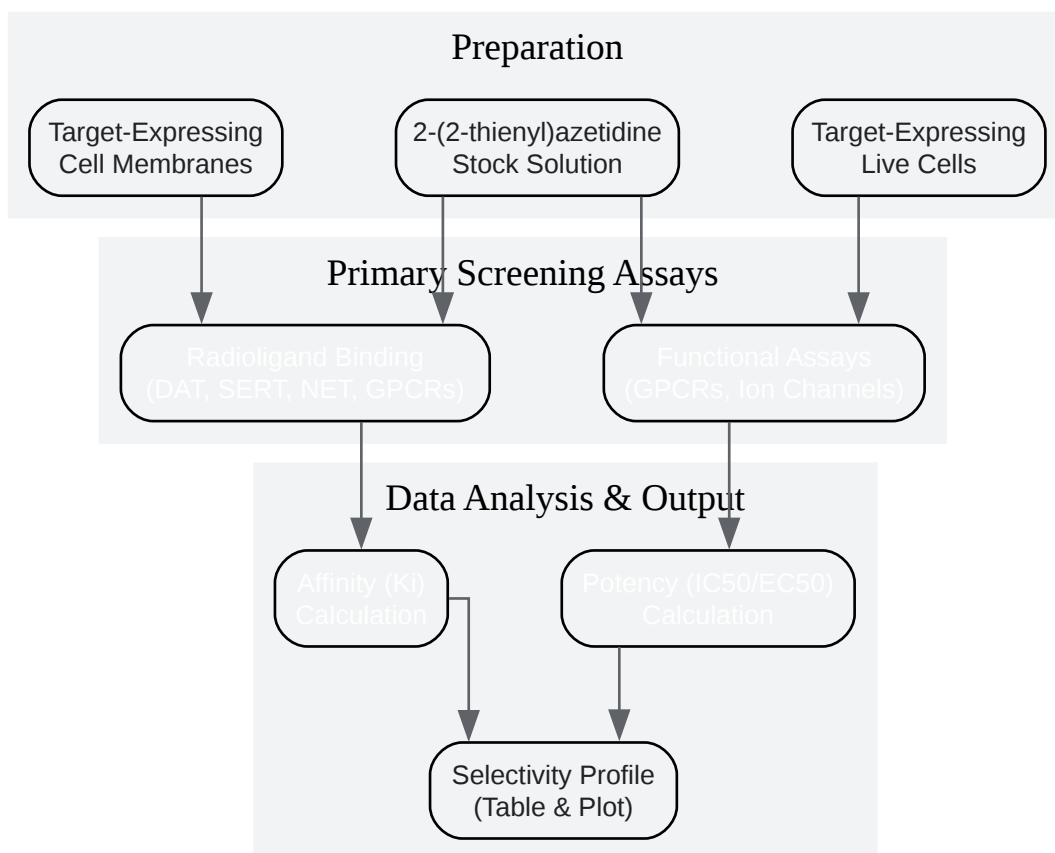 Preparation
Target-Expressing
Cell Membranes
2-(2-thienyl)azetidine
Stock Solution
Target-Expressing
Live Cells
Primary Screening Assays
Radioligand Binding
(DAT, SERT, NET, GPCRs)
Functional Assays
(GPCRs, Ion Channels)
Data Analysis & Output
Affinity (Ki)
Calculation
Potency (IC50/EC50)
Calculation
Selectivity Profile
(Table & Plot)